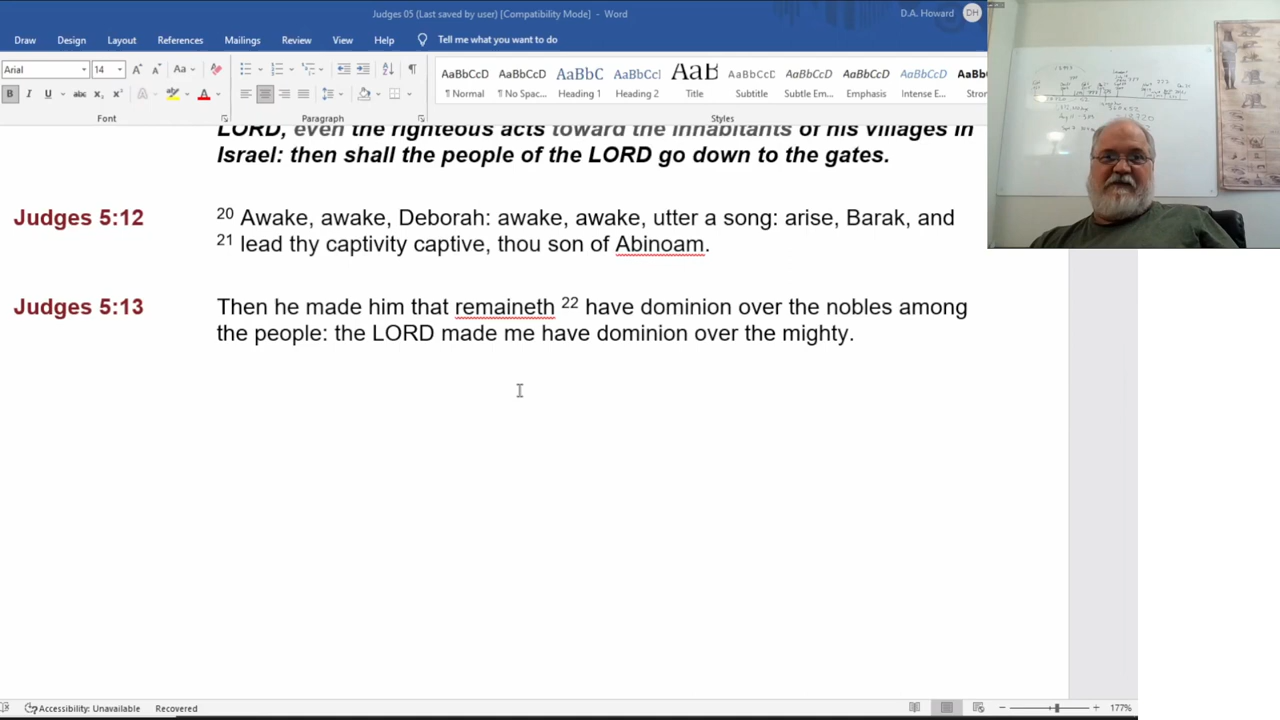 Judges 05 (Last saved by user) [Compatibility Mode] – Word
D.A. Howard DH
Draw Design Layout References Mailings Review View Help Tell me what you want to do
Arial 14 Aa
AaBbCcD AaBbCcD AaBbC AaBbCcI AaB AaBbCcD AaBbCcD AaBbCcD AaBbCcD AaBb
¶ Normal ¶ No Spac... Heading 1 Heading 2 Title Subtitle Subtle Em... Emphasis Intense E... Stron
Font Paragraph Styles
LORD, even the righteous acts toward the inhabitants of his villages in
Israel: then shall the people of the LORD go down to the gates.
Judges 5:12 20 Awake, awake, Deborah: awake, awake, utter a song: arise, Barak, and
21 lead thy captivity captive, thou son of Abinoam.
Judges 5:13 Then he made him that remaineth 22 have dominion over the nobles among
the people: the LORD made me have dominion over the mighty.
Accessibility: Unavailable Recovered 177%